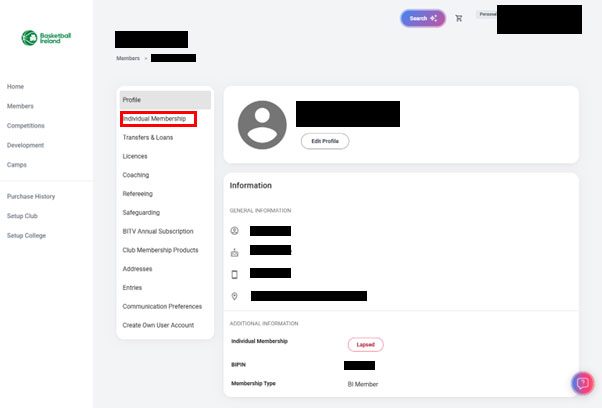 Search
Personal
Basketball
Ireland
Members >
Home
Members
Competitions
Development
Camps
Purchase History
Setup Club
Setup College
Profile
Individual Membership
Transfers & Loans
Licences
Coaching
Refereeing
Safeguarding
BITV Annual Subscription
Club Membership Products
Addresses
Entries
Communication Preferences
Create Own User Account
Edit Profile
Information
GENERAL INFORMATION
ADDITIONAL INFORMATION
Individual Membership Lapsed
BIPIN
Membership Type BI Member